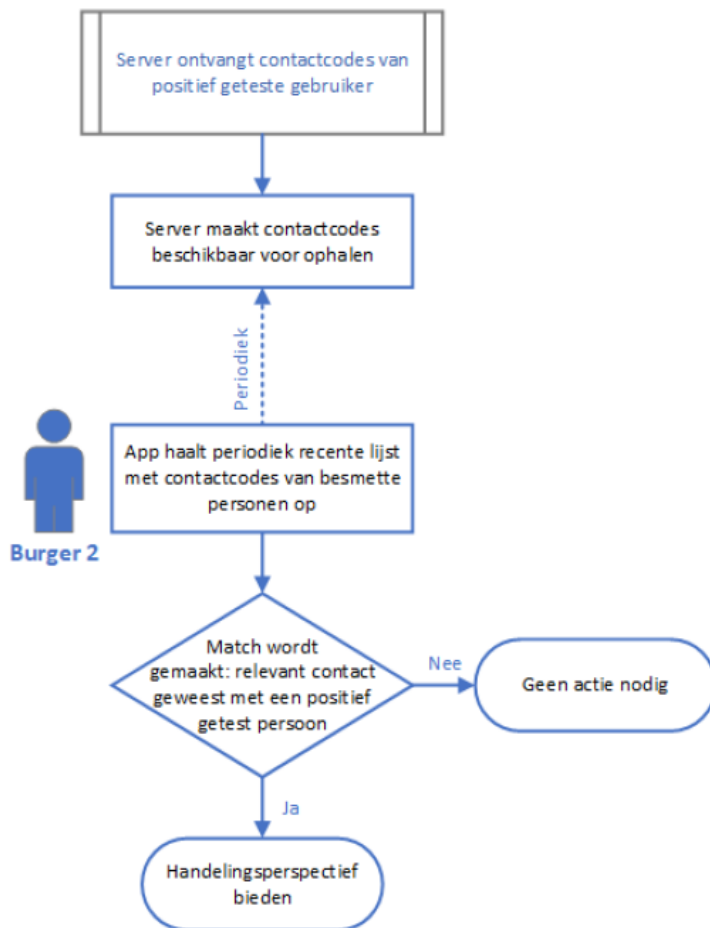 Server ontvangt contactcodes van
positief geteste gebruiker
Server maakt contactcodes
beschikbaar voor ophalen
Periodiek
App haalt periodiek recente lijst
met contactcodes van besmette
personen op
Burger 2
Match wordt
gemaakt: relevant contact
geweest met een positief
getest persoon
Nee
Geen actie nodig
Ja
Handelingsperspectief
bieden